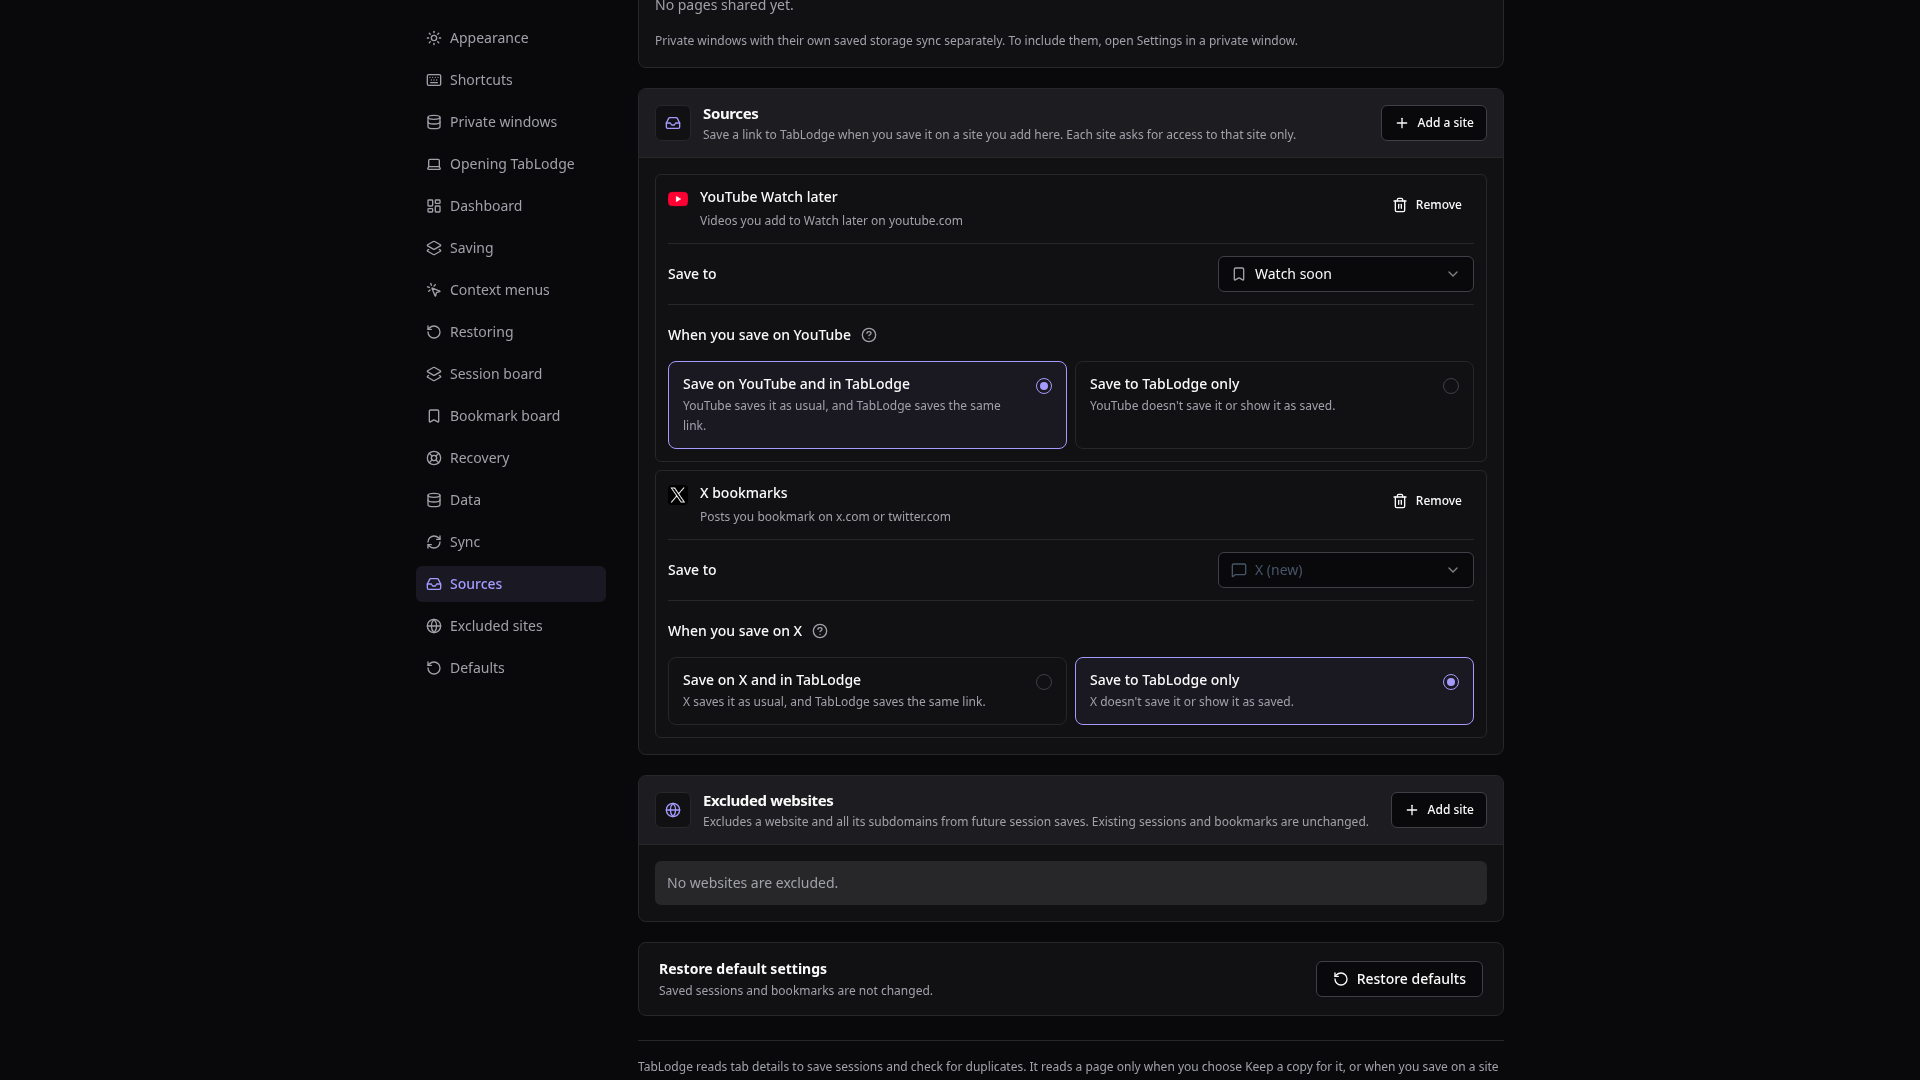 No pages shared yet.
Private windows with their own saved storage sync separately. To include them, open Settings in a private window.
Appearance
Shortcuts
Private windows
Opening TabLodge
Dashboard
Saving
Context menus
Restoring
Session board
Bookmark board
Recovery
Data
Sync
Sources
Excluded sites
Defaults
Sources
Save a link to TabLodge when you save it on a site you add here. Each site asks for access to that site only.
Add a site
YouTube Watch later
Videos you add to Watch later on youtube.com
Remove
Save to
Watch soon
When you save on YouTube
Save on YouTube and in TabLodge
YouTube saves it as usual, and TabLodge saves the same
link.
Save to TabLodge only
YouTube doesn't save it or show it as saved.
X bookmarks
Posts you bookmark on x.com or twitter.com
Remove
Save to
X (new)
When you save on X
Save on X and in TabLodge
X saves it as usual, and TabLodge saves the same link.
Save to TabLodge only
X doesn't save it or show it as saved.
Excluded websites
Excludes a website and all its subdomains from future session saves. Existing sessions and bookmarks are unchanged.
Add site
No websites are excluded.
Restore default settings
Saved sessions and bookmarks are not changed.
Restore defaults
TabLodge reads tab details to save sessions and check for duplicates. It reads a page only when you choose Keep a copy for it, or when you save on a site